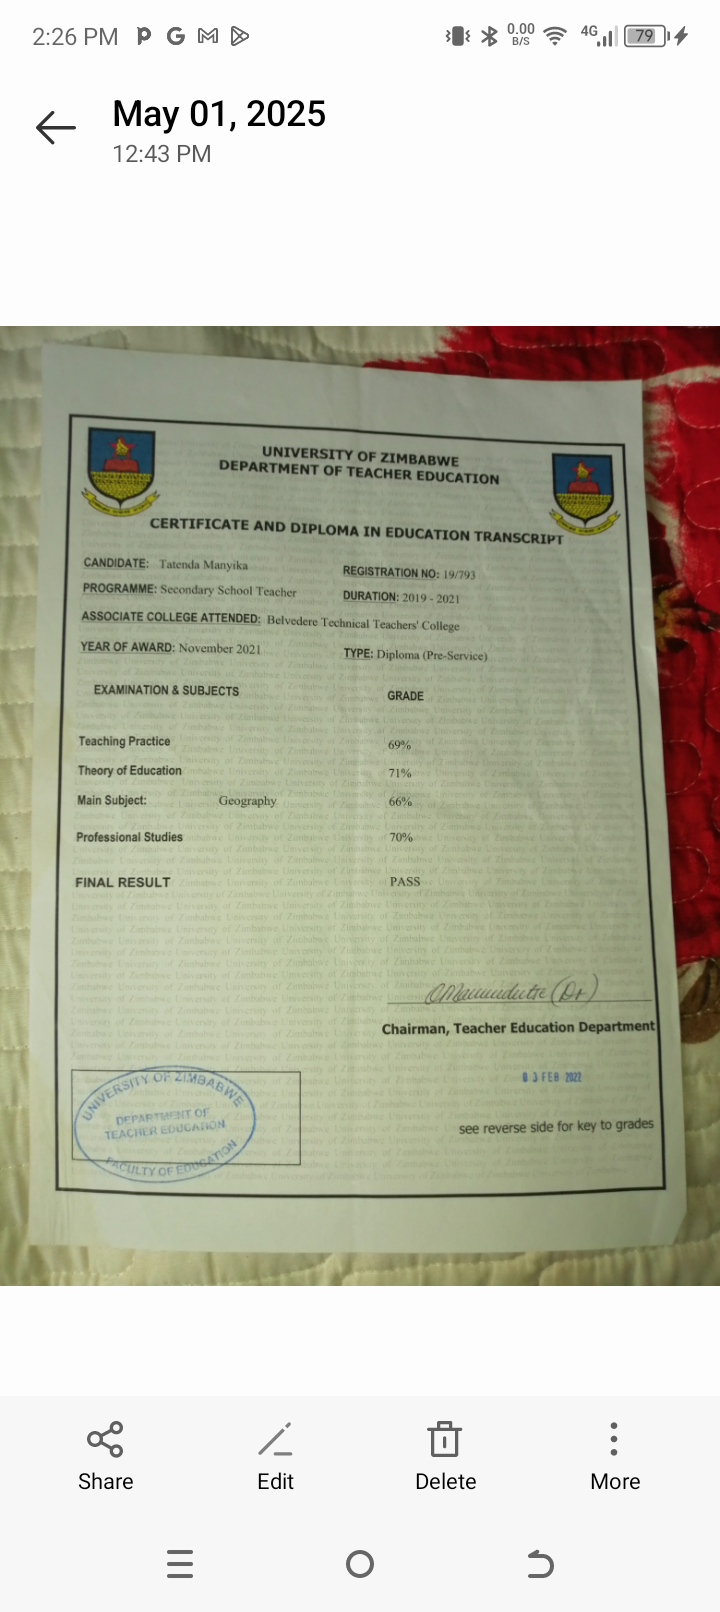 2:26 PM
0.00
B/S
4G
79
May 01, 2025
12:43 PM
UNIVERSITY OF ZIMBABWE
DEPARTMENT OF TEACHER EDUCATION
CERTIFICATE AND DIPLOMA IN EDUCATION TRANSCRIPT
CANDIDATE: Tatenda Manyika
REGISTRATION NO: 19/793
PROGRAMME: Secondary School Teacher
DURATION: 2019 - 2021
ASSOCIATE COLLEGE ATTENDED: Belvedere Technical Teachers' College
YEAR OF AWARD: November 2021
TYPE: Diploma (Pre-Service)
EXAMINATION & SUBJECTS GRADE
Teaching Practice 69%
Theory of Education 71%
Main Subject: Geography 66%
Professional Studies 70%
FINAL RESULT PASS
(Dr)
Chairman, Teacher Education Department
03 FEB 2022
UNIVERSITY OF ZIMBABWE
DEPARTMENT OF
TEACHER EDUCATION
FACULTY OF EDUCATION
see reverse side for key to grades
Share Edit Delete More